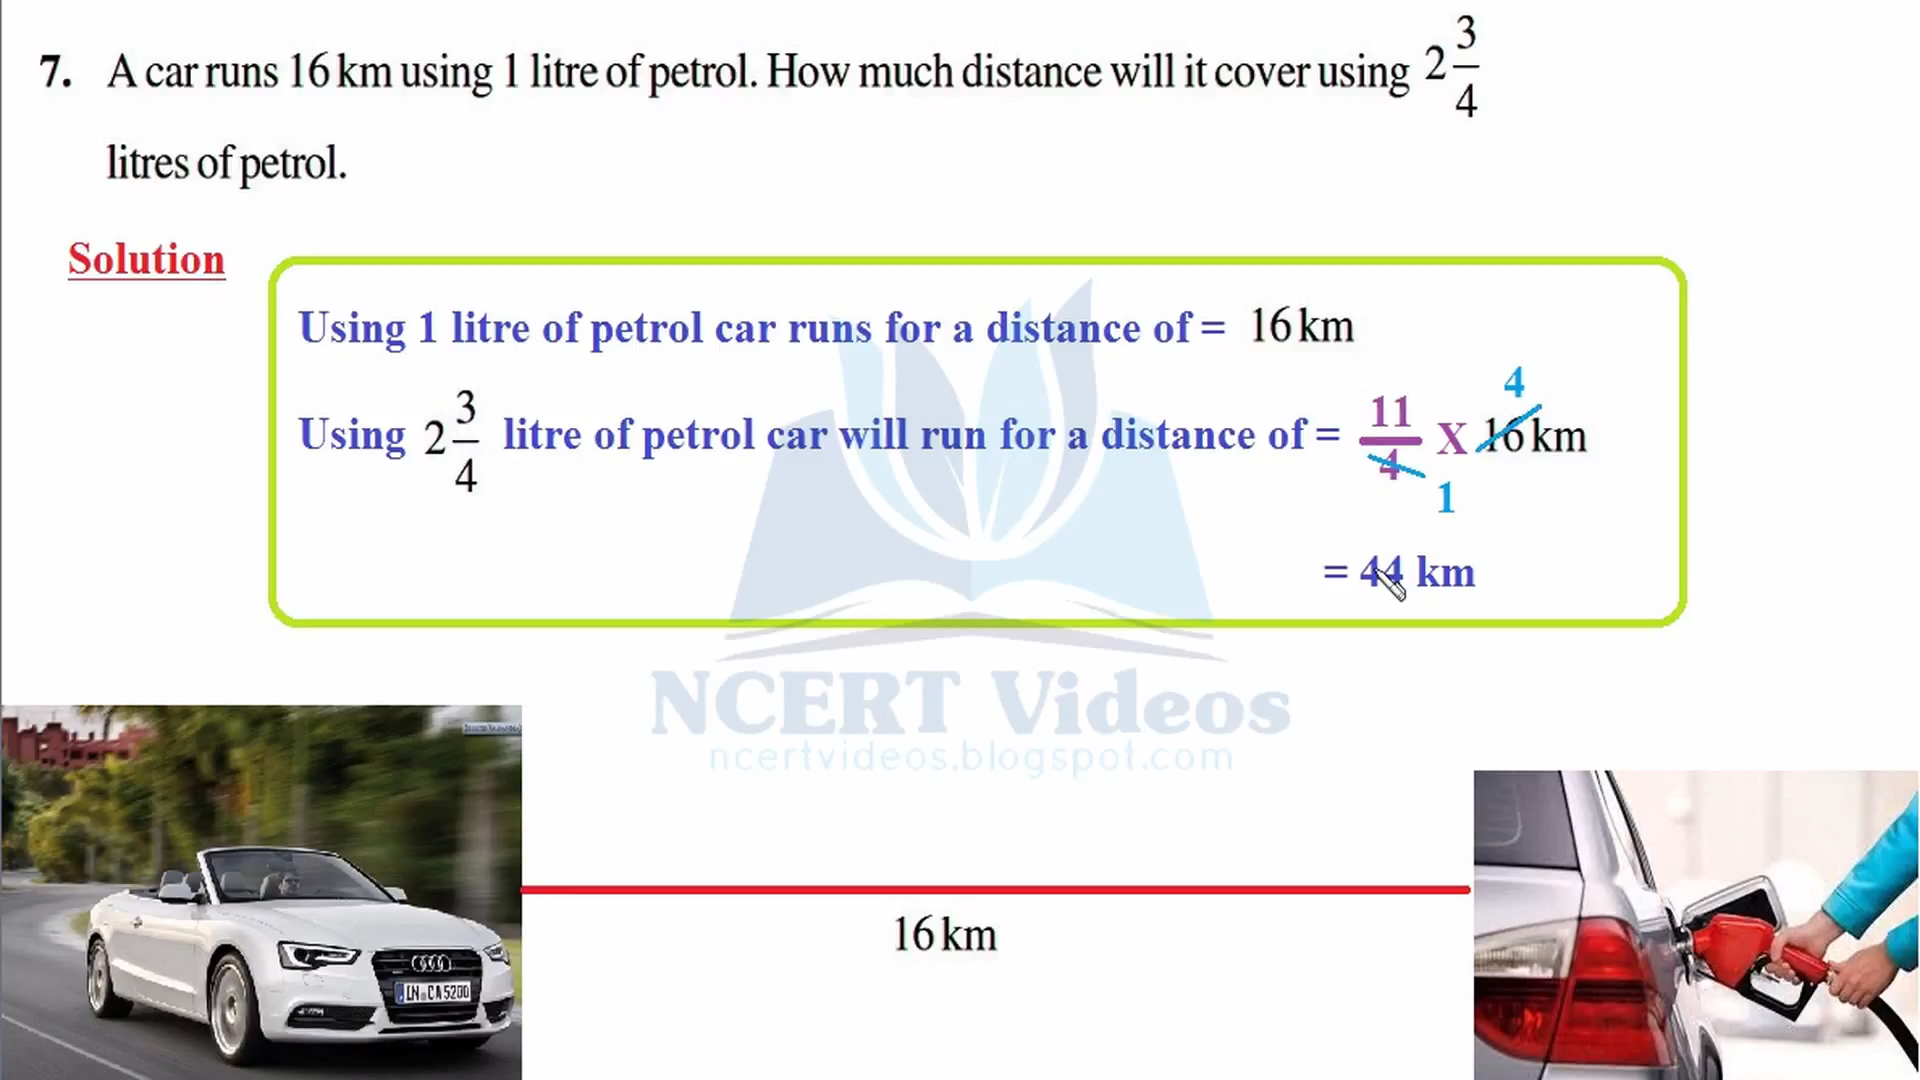 7. A car runs 16 km using 1 litre of petrol. How much distance will it cover using 2 3/4
litres of petrol.
Solution
Using 1 litre of petrol car runs for a distance of = 16 km
Using 2 3/4 litre of petrol car will run for a distance of = 11/4 X 16 km
4
1
= 44 km
NCERT Videos
ncertvideos.blogspot.com
16 km
IN CA 5200